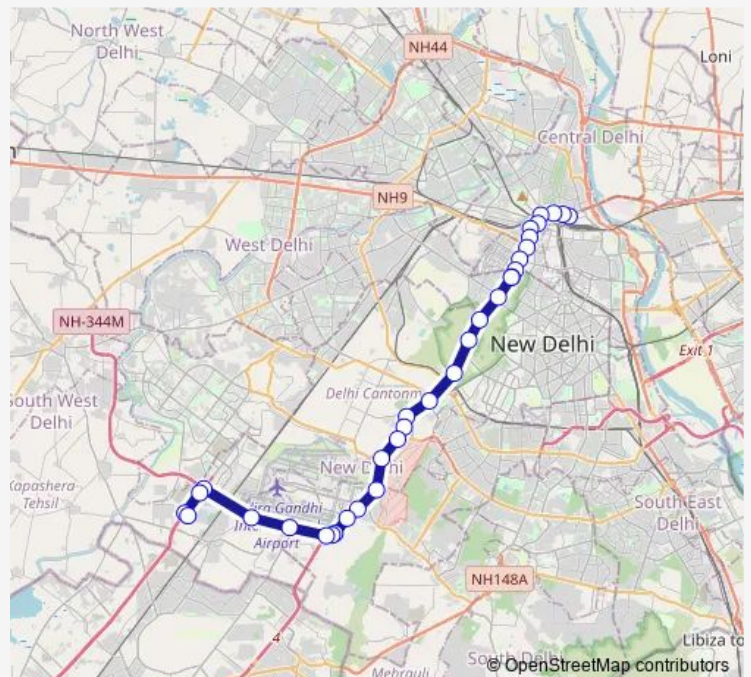 North West
Delhi
NH44
Loni
Central Delhi
NH9
West Delhi
NH-344M
New Delhi
Exit 1
Delhi Cantonm
South West
Delhi
New Delhi
Kapashera
Tehsil
Indira Gandhi
Inte
Airport
South East
Delhi
NH148A
4
Libiza to
South Delhi
Mehrauli
© OpenStreetMap contributors